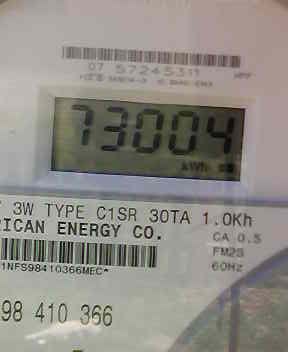 07 57245311
73004
kWh
3W TYPE C1SR 30TA 1.0Kh
RICAN ENERGY CO.
CA 0.5
FM2S
1NFS98410366MEC*
60Hz
98 410 366